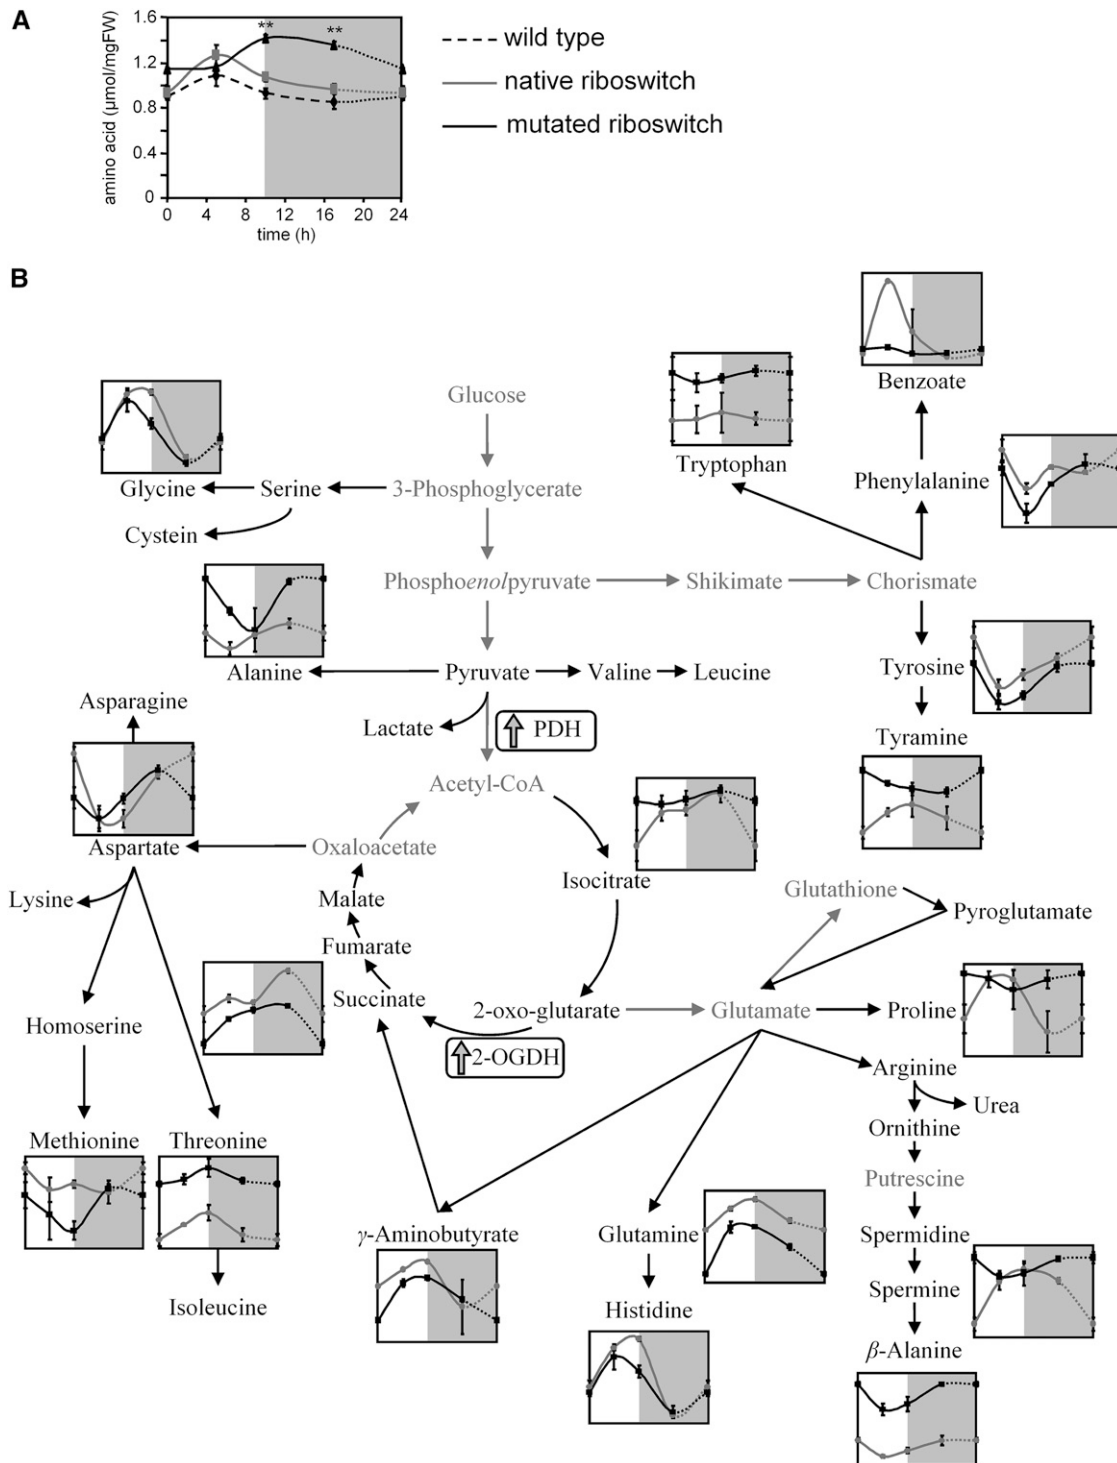 A
1.6
1.2
0.8
0.4
0
amino acid (µmol/mgFW)
** **
0 4 8 12 16 20 24
time (h)
wild type
native riboswitch
mutated riboswitch
B
Benzoate
Glucose
Tryptophan
Phenylalanine
Glycine Serine 3-Phosphoglycerate
Cystein
Phosphoenolpyruvate Shikimate Chorismate
Alanine Pyruvate Valine Leucine
Tyrosine
Asparagine
Lactate PDH
Tyramine
Acetyl-CoA
Aspartate Oxaloacetate
Isocitrate
Glutathione
Lysine Malate
Pyroglutamate
Fumarate
Succinate 2-oxo-glutarate Glutamate Proline
Homoserine
2-OGDH
Arginine
Urea
Ornithine
Methionine Threonine
Putrescine
γ-Aminobutyrate Glutamine Spermidine
Spermine
Isoleucine Histidine
β-Alanine